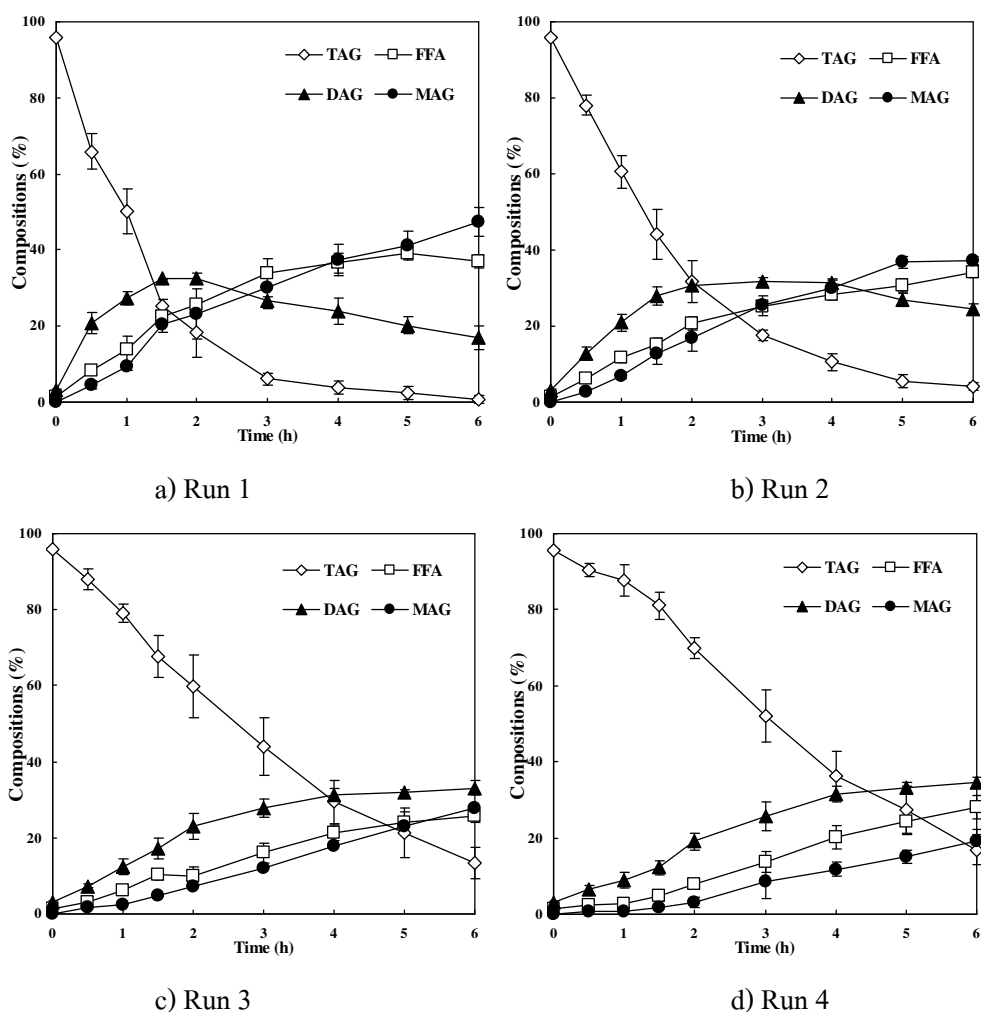 100
80
60
40
20
0
Compositions (%)
TAG FFA
DAG MAG
0 1 2 3 4 5 6
Time (h)
a) Run 1
100
80
60
40
20
0
Compositions (%)
TAG FFA
DAG MAG
0 1 2 3 4 5 6
Time (h)
b) Run 2
100
80
60
40
20
0
Compositions (%)
TAG FFA
DAG MAG
0 1 2 3 4 5 6
Time (h)
c) Run 3
100
80
60
40
20
0
Compositions (%)
TAG FFA
DAG MAG
0 1 2 3 4 5 6
Time (h)
d) Run 4